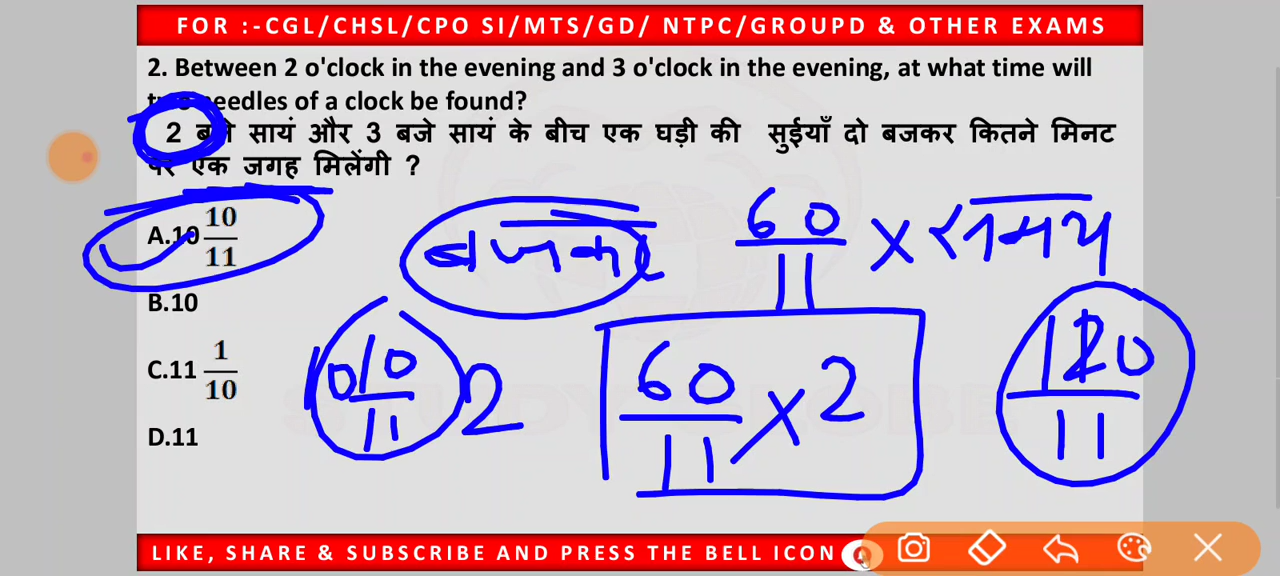 FOR :-CGL/CHSL/CPO SI/MTS/GD/ NTPC/GROUPD & OTHER EXAMS
2. Between 2 o'clock in the evening and 3 o'clock in the evening, at what time will
needles of a clock be found?
2 सायं और 3 बजे सायं के बीच एक घड़ी की सुईयाँ दो बजकर कितने मिनट
पर एक जगह मिलेंगी ?
A.10 10/11
60/11 × समय
B.10
C.11 1/10
10 10/11 2 60/11 × 2 120/11
D.11
LIKE, SHARE & SUBSCRIBE AND PRESS THE BELL ICON